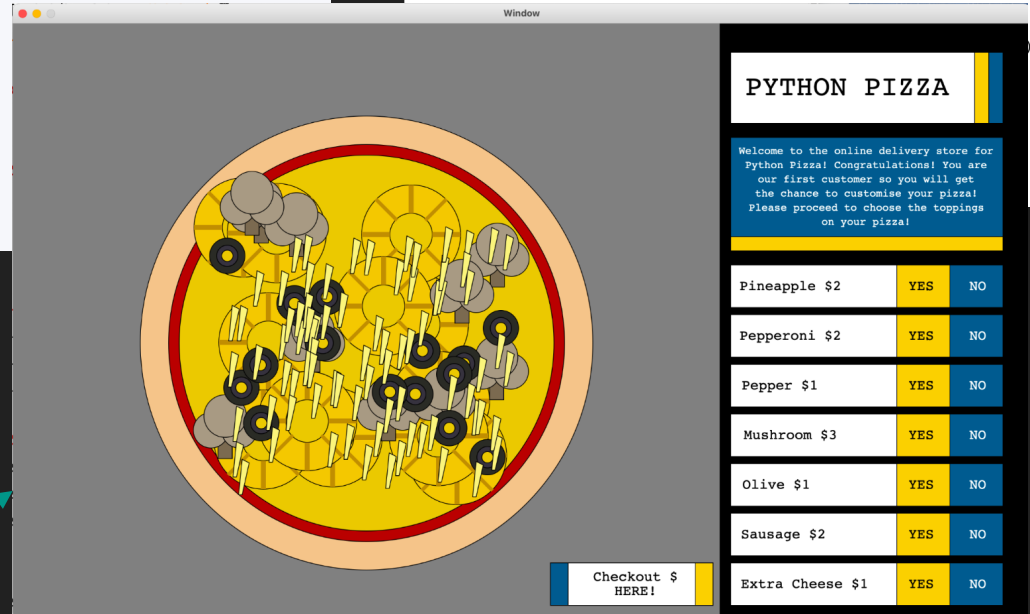 Window
PYTHON PIZZA
Welcome to the online delivery store for
Python Pizza! Congratulations! You are
our first customer so you will get
the chance to customise your pizza!
Please proceed to choose the toppings
on your pizza!
Pineapple $2 YES NO
Pepperoni $2 YES NO
Pepper $1 YES NO
Mushroom $3 YES NO
Olive $1 YES NO
Sausage $2 YES NO
Extra Cheese $1 YES NO
Checkout $
HERE!